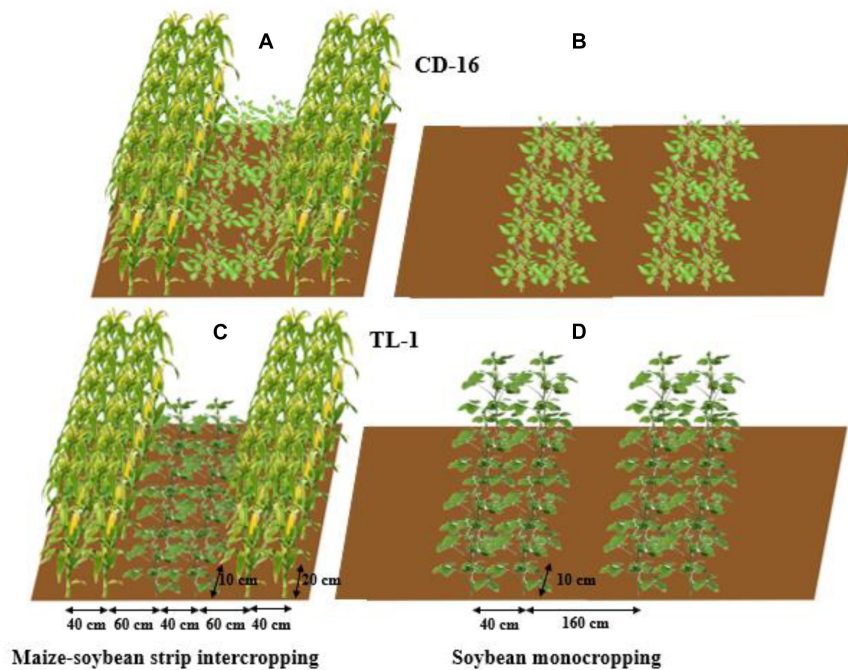 A
B
CD-16
C
D
TL-1
10 cm
20 cm
10 cm
40 cm 60 cm 40 cm 60 cm 40 cm
40 cm 160 cm
Maize-soybean strip intercropping
Soybean monocropping